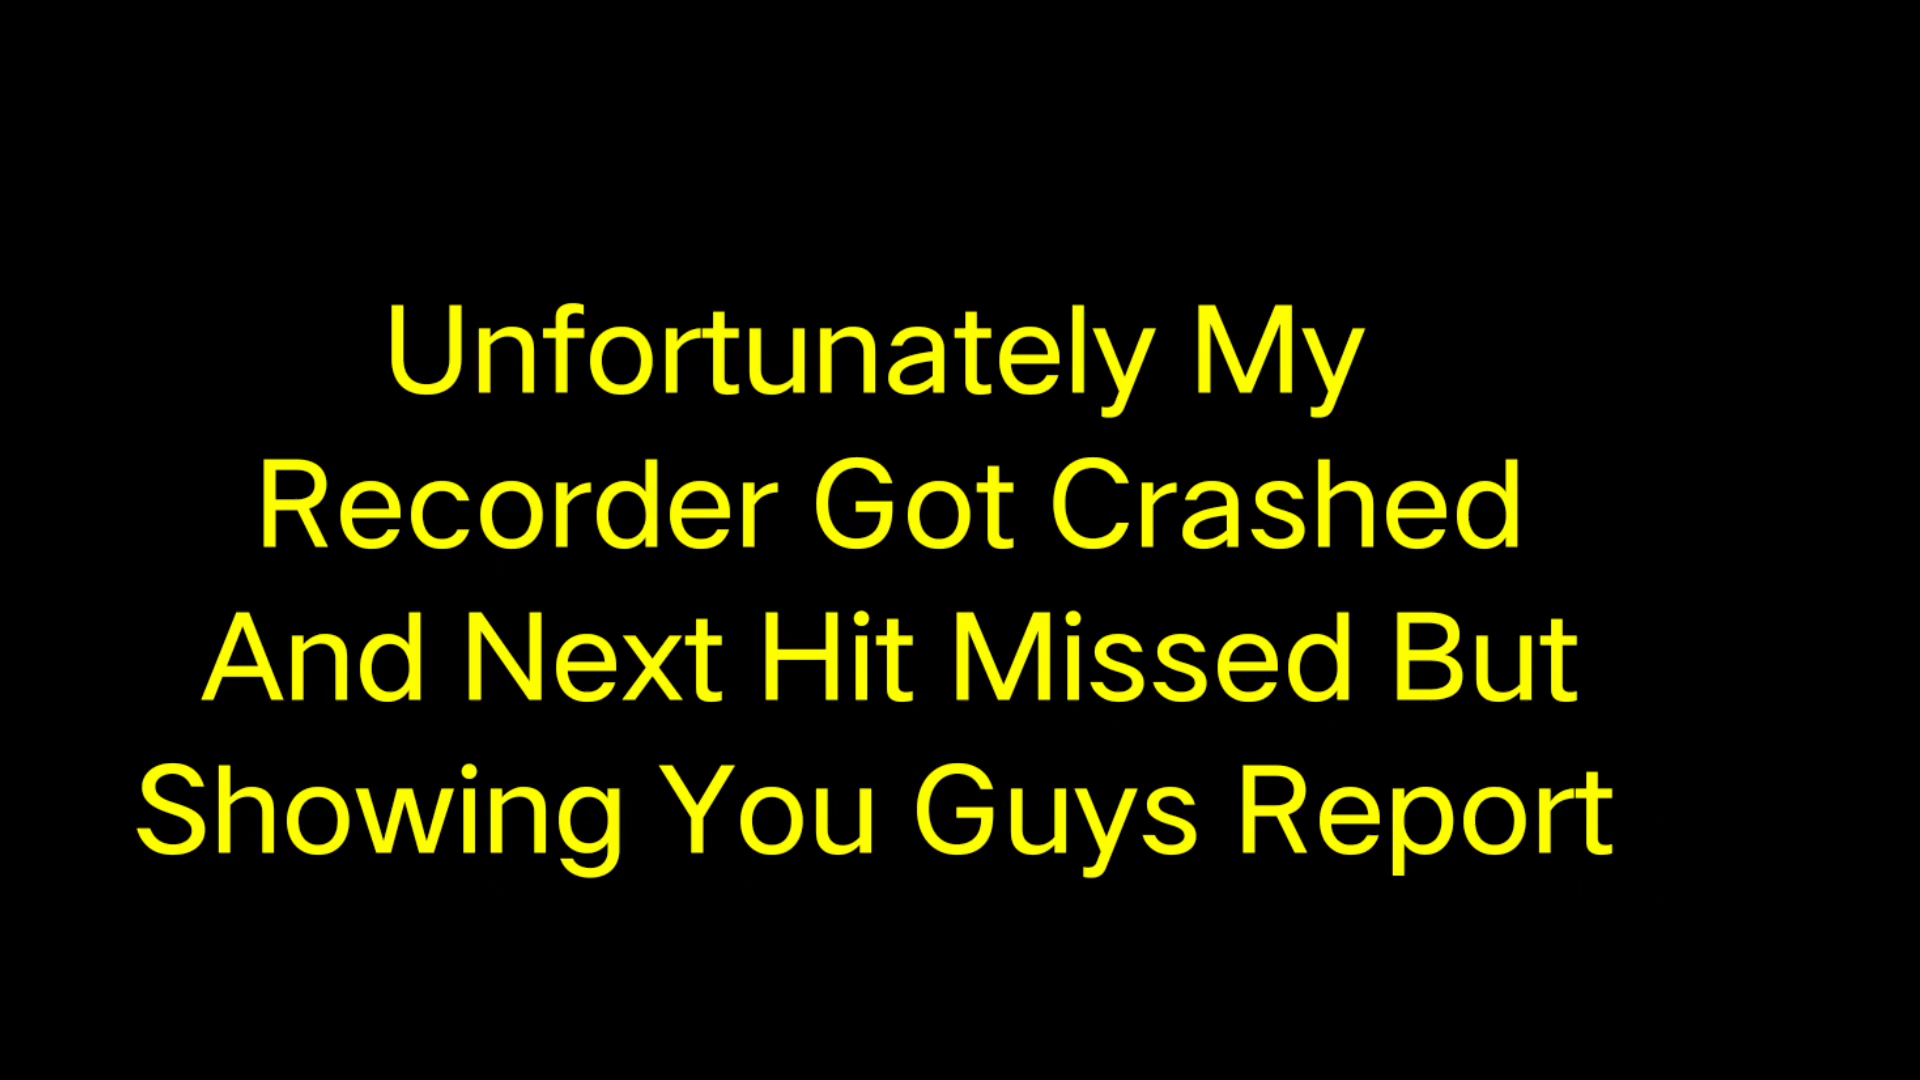 Unfortunately My
Recorder Got Crashed
And Next Hit Missed But
Showing You Guys Report